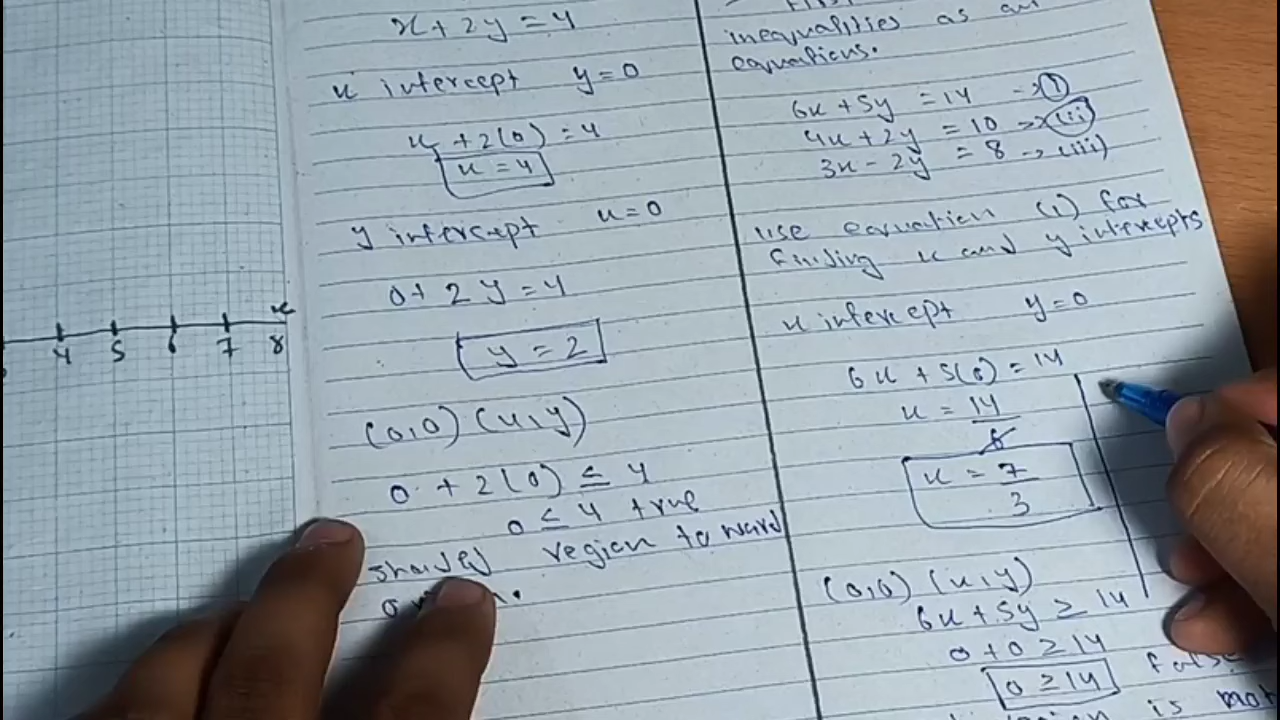 4 5 6 7 8
x
x + 2y = 4
x intercept y = 0
x + 2(0) = 4
x = 4
y intercept x = 0
0 + 2y = 4
y = 2
(0,0) (x,y)
0 + 2(0) ≤ 4
0 ≤ 4 true
shaded region toward
inequalities as an
equations.
6x + 5y = 14 → (i)
4x + 2y = 10 → (ii)
3x - 2y = 8 → (iii)
use equation (i) for
finding x and y intercepts
x intercept y = 0
6x + 5(0) = 14
x = 14/6
x = 7/3
(0,0) (x,y)
6x + 5y ≥ 14
0 + 0 ≥ 14
0 ≥ 14 false
is not